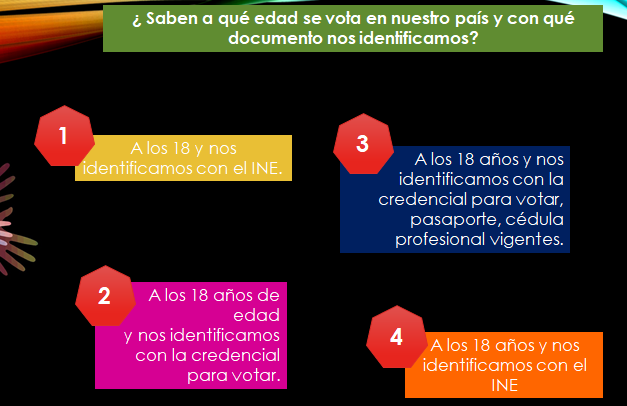 ¿ Saben a qué edad se vota en nuestro país y con qué
documento nos identificamos?
1
A los 18 y nos
identificamos con el INE.
2
A los 18 años de
edad
y nos identificamos
con la credencial
para votar.
3
A los 18 años y nos
identificamos con la
credencial para votar,
pasaporte, cédula
profesional vigentes.
4
A los 18 años y nos
identificamos con el
INE